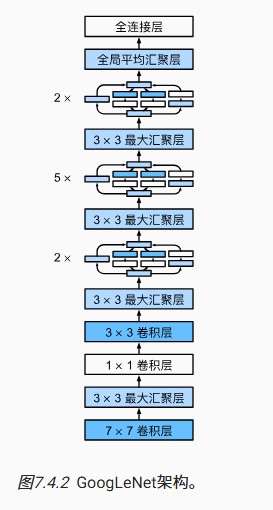 全连接层
全局平均汇聚层
2 ×
3 × 3 最大汇聚层
5 ×
3 × 3 最大汇聚层
2 ×
3 × 3 最大汇聚层
3 × 3 卷积层
1 × 1 卷积层
3 × 3 最大汇聚层
7 × 7 卷积层
图7.4.2 GoogLeNet架构。